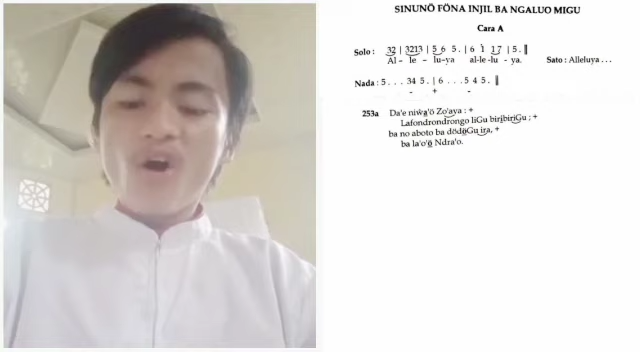 SINUNÖ FÖNA INJIL BA NGALUO MIGU
Cara A
Solo : 32 | 3213 | 5 6 5 . | 6 1̇ 17 | 5 . ||
Al - le - lu-ya al-le-lu - ya. Sato : Alleluya . . .
Nada : 5 . . . 34 5 . | 6 . . . 5 4 5 . ||
- + -
253a Da'e niŵa'ö Zo'aya : +
Lafondrondrongo liGu biribiriGu ; +
ba no aboto ba dödöGu ira, +
ba la'o'ö Ndra'o.